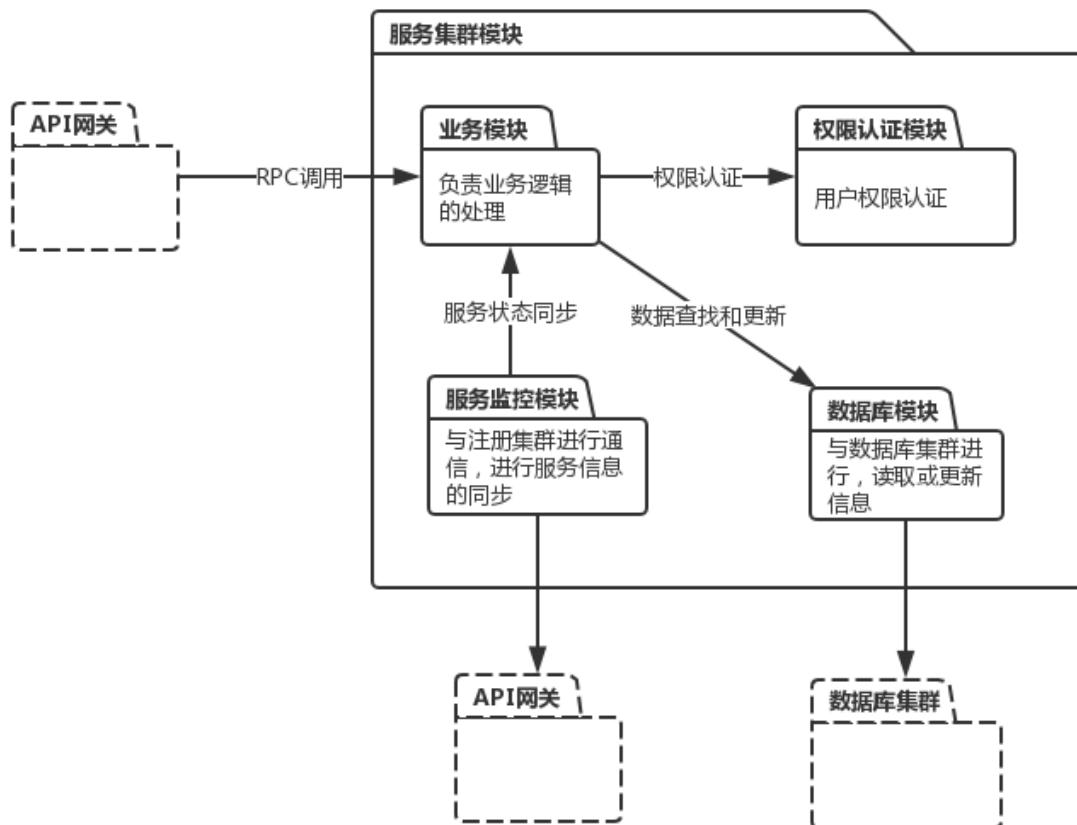 服务集群模块
API网关
业务模块
权限认证模块
RPC调用
负责业务逻辑
的处理
权限认证
用户权限认证
服务状态同步
数据查找和更新
服务监控模块
与注册集群进行通
信，进行服务信息
的同步
数据库模块
与数据库集群进
行，读取或更新
信息
API网关
数据库集群